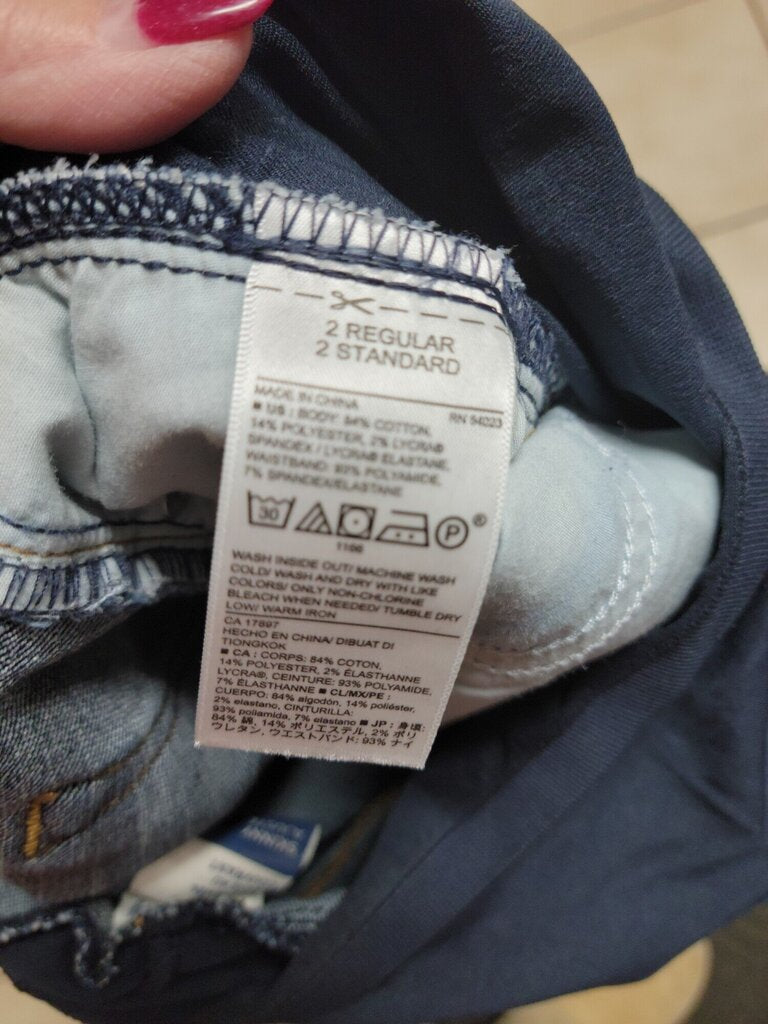 2 REGULAR
2 STANDARD
MADE IN CHINA RN 54023
■ US : BODY: 84% COTTON,
14% POLYESTER, 2% LYCRA®
SPANDEX / LYCRA® ELASTANE,
WAISTBAND: 93% POLYAMIDE,
7% SPANDEX/ELASTANE
30 P ®
1106
WASH INSIDE OUT/ MACHINE WASH
COLD/ WASH AND DRY WITH LIKE
COLORS/ ONLY NON-CHLORINE
BLEACH WHEN NEEDED/ TUMBLE DRY
LOW/ WARM IRON
CA 17897
HECHO EN CHINA/ DIBUAT DI
TIONGKOK
■ CA : CORPS: 84% COTON,
14% POLYESTER, 2% ÉLASTHANNE
LYCRA®, CEINTURE: 93% POLYAMIDE,
7% ÉLASTHANNE ■ CL/MX/PE :
CUERPO: 84% algodón, 14% poliéster,
2% elastano, CINTURILLA:
93% poliamida, 7% elastano ■ JP : 身頃:
84% 綿, 14% ポリエステル, 2% ポリ
ウレタン, ウエストバンド: 93% ナイ
SKINNY